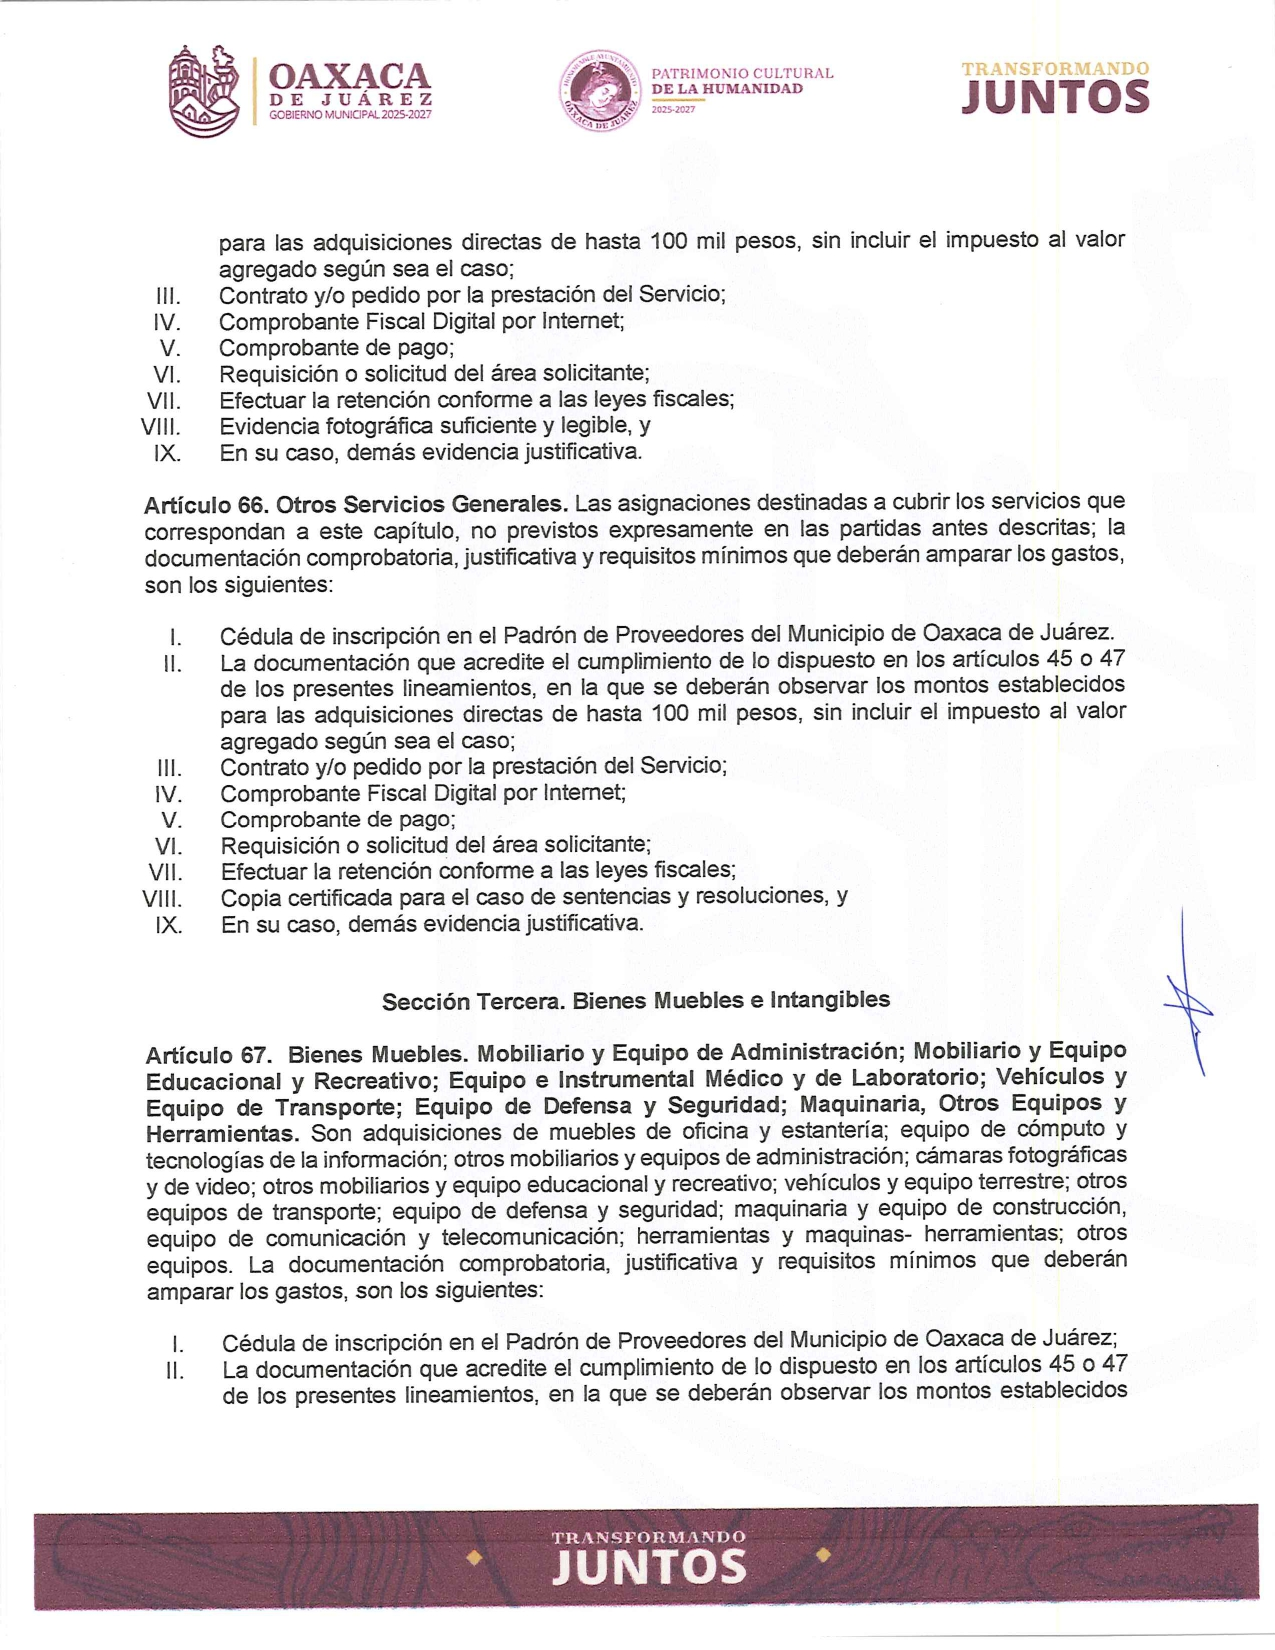 OAXACA
DE JUÁREZ
GOBIERNO MUNICIPAL 2025-2027
HONORABLE AYUNTAMIENTO
OAXACA DE JUÁREZ
PATRIMONIO CULTURAL
DE LA HUMANIDAD
2025-2027
TRANSFORMANDO
JUNTOS
para las adquisiciones directas de hasta 100 mil pesos, sin incluir el impuesto al valor
agregado según sea el caso;
III. Contrato y/o pedido por la prestación del Servicio;
IV. Comprobante Fiscal Digital por Internet;
V. Comprobante de pago;
VI. Requisición o solicitud del área solicitante;
VII. Efectuar la retención conforme a las leyes fiscales;
VIII. Evidencia fotográfica suficiente y legible, y
IX. En su caso, demás evidencia justificativa.
Artículo 66. Otros Servicios Generales. Las asignaciones destinadas a cubrir los servicios que
correspondan a este capítulo, no previstos expresamente en las partidas antes descritas; la
documentación comprobatoria, justificativa y requisitos mínimos que deberán amparar los gastos,
son los siguientes:
I. Cédula de inscripción en el Padrón de Proveedores del Municipio de Oaxaca de Juárez.
II. La documentación que acredite el cumplimiento de lo dispuesto en los artículos 45 o 47
de los presentes lineamientos, en la que se deberán observar los montos establecidos
para las adquisiciones directas de hasta 100 mil pesos, sin incluir el impuesto al valor
agregado según sea el caso;
III. Contrato y/o pedido por la prestación del Servicio;
IV. Comprobante Fiscal Digital por Internet;
V. Comprobante de pago;
VI. Requisición o solicitud del área solicitante;
VII. Efectuar la retención conforme a las leyes fiscales;
VIII. Copia certificada para el caso de sentencias y resoluciones, y
IX. En su caso, demás evidencia justificativa.
Sección Tercera. Bienes Muebles e Intangibles
Artículo 67. Bienes Muebles. Mobiliario y Equipo de Administración; Mobiliario y Equipo
Educacional y Recreativo; Equipo e Instrumental Médico y de Laboratorio; Vehículos y
Equipo de Transporte; Equipo de Defensa y Seguridad; Maquinaria, Otros Equipos y
Herramientas. Son adquisiciones de muebles de oficina y estantería; equipo de cómputo y
tecnologías de la información; otros mobiliarios y equipos de administración; cámaras fotográficas
y de video; otros mobiliarios y equipo educacional y recreativo; vehículos y equipo terrestre; otros
equipos de transporte; equipo de defensa y seguridad; maquinaria y equipo de construcción,
equipo de comunicación y telecomunicación; herramientas y maquinas- herramientas; otros
equipos. La documentación comprobatoria, justificativa y requisitos mínimos que deberán
amparar los gastos, son los siguientes:
I. Cédula de inscripción en el Padrón de Proveedores del Municipio de Oaxaca de Juárez;
II. La documentación que acredite el cumplimiento de lo dispuesto en los artículos 45 o 47
de los presentes lineamientos, en la que se deberán observar los montos establecidos
TRANSFORMANDO
JUNTOS